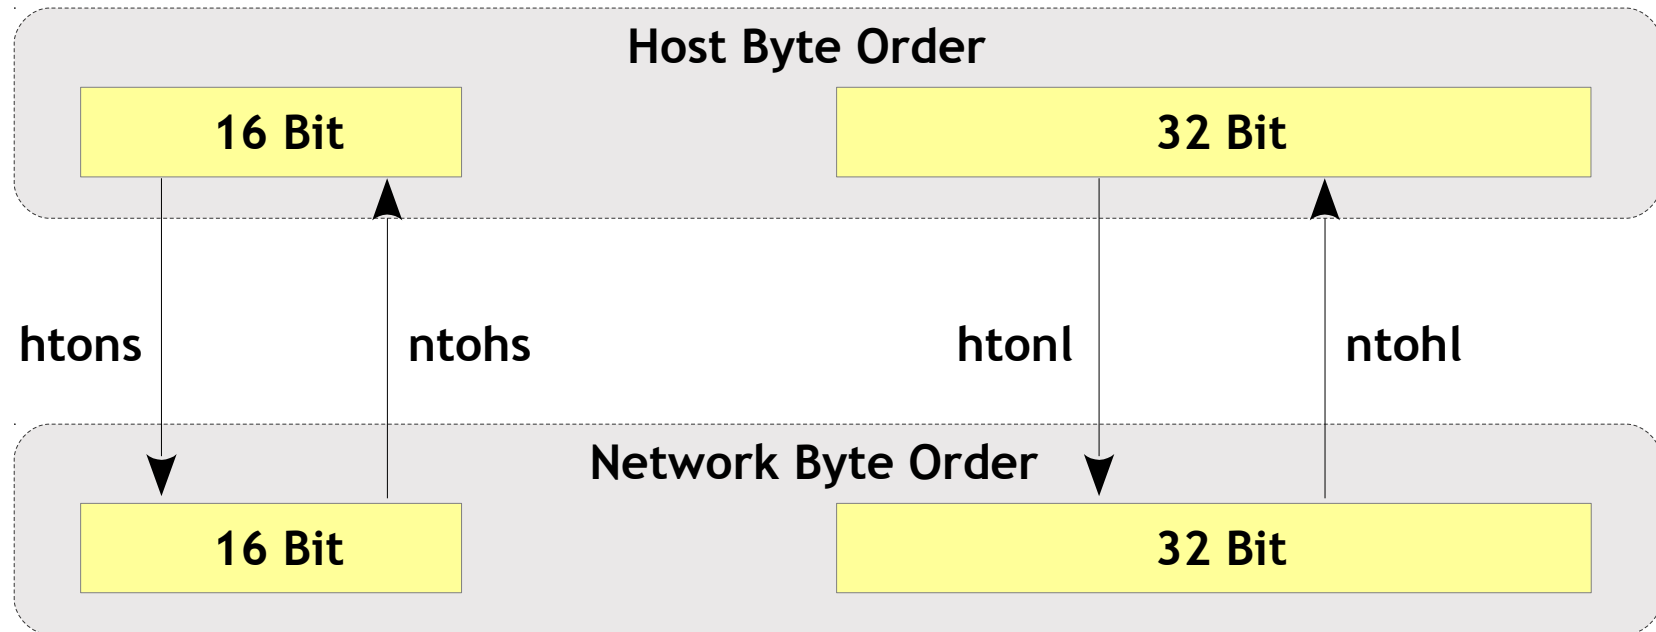 Host Byte Order
16 Bit
32 Bit
htons
ntohs
htonl
ntohl
Network Byte Order
16 Bit
32 Bit